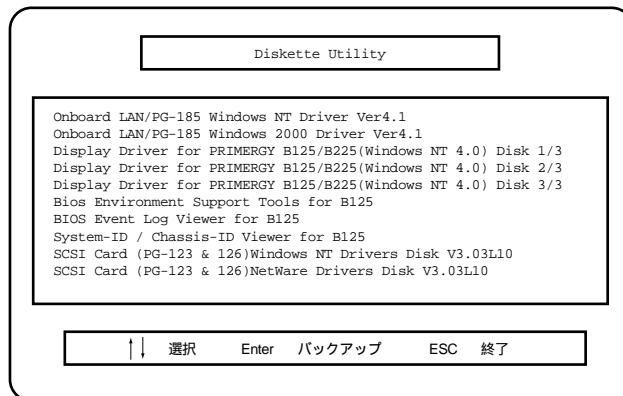 Diskette Utility
Onboard LAN/PG-185 Windows NT Driver Ver4.1
Onboard LAN/PG-185 Windows 2000 Driver Ver4.1
Display Driver for PRIMERGY B125/B225(Windows NT 4.0) Disk 1/3
Display Driver for PRIMERGY B125/B225(Windows NT 4.0) Disk 2/3
Display Driver for PRIMERGY B125/B225(Windows NT 4.0) Disk 3/3
Bios Environment Support Tools for B125
BIOS Event Log Viewer for B125
System-ID / Chassis-ID Viewer for B125
SCSI Card (PG-123 & 126)Windows NT Drivers Disk V3.03L10
SCSI Card (PG-123 & 126)NetWare Drivers Disk V3.03L10
↑↓ 選択 Enter バックアップ ESC 終了